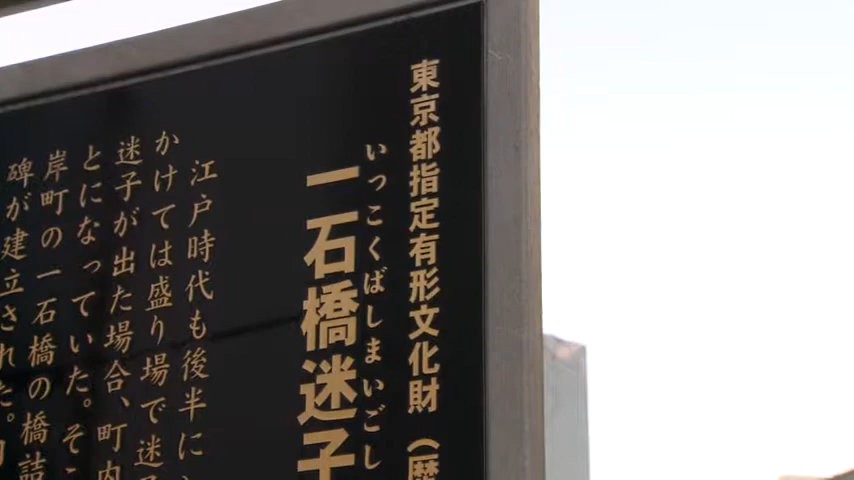 東京都指定有形文化財（歴
いっこくばしまいごし
一石橋迷子
江戸時代も後半に
かけては盛り場で迷子
迷子が出た場合、町内
とになっていた。そこ
岸町の一石橋の橋詰
碑が建立された。